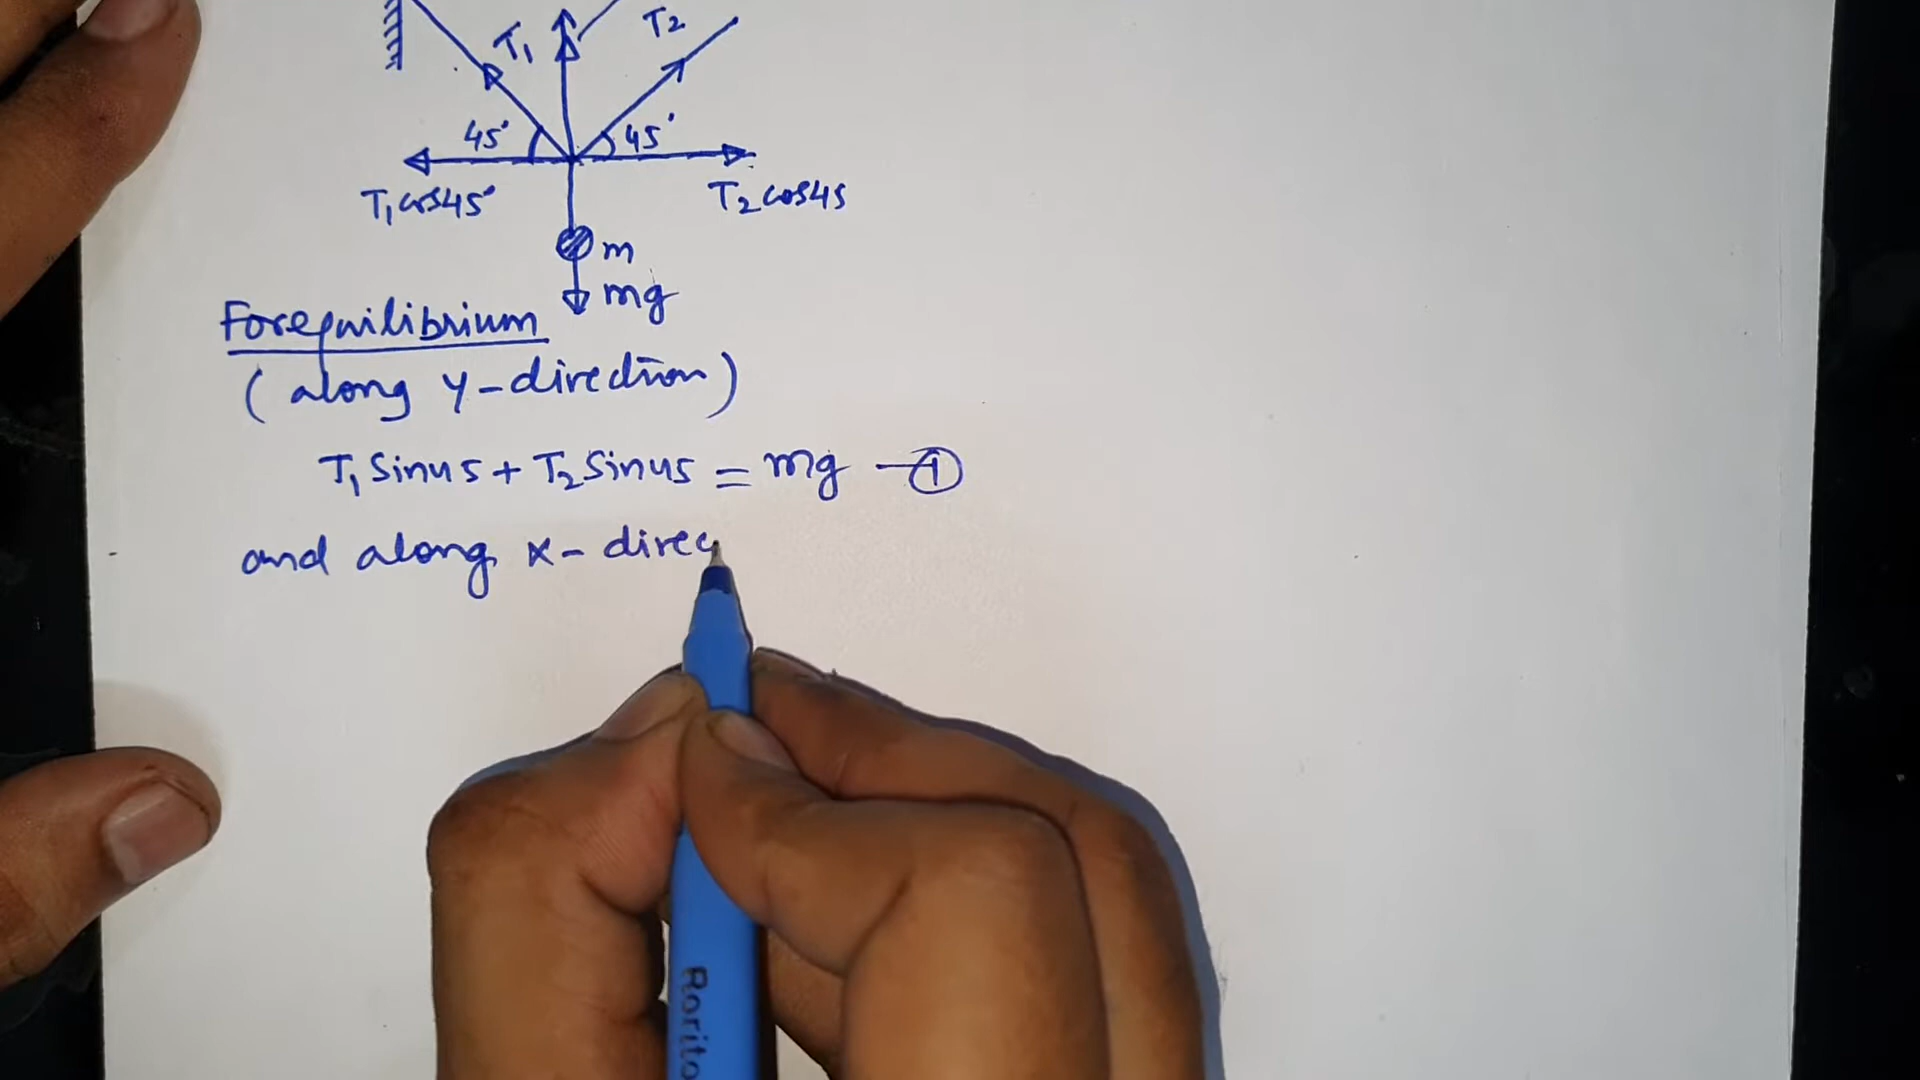 T₁
T₂
45°
45°
T₁cos45°
T₂cos45
m
mg
For equilibrium
(along y-direction)
T₁ Sin45 + T₂ Sin45 = mg —①
and along x-direc
Rorito